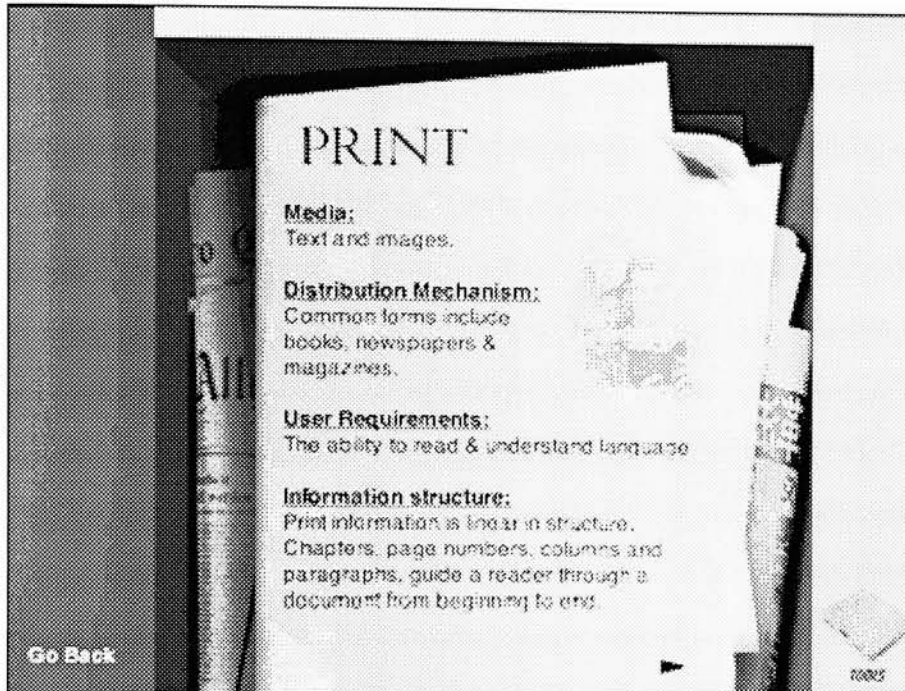 PRINT
Media:
Text and images.
Distribution Mechanism:
Common forms include
books, newspapers &
magazines.
User Requirements:
The ability to read & understand language
Information structure:
Print information is linear in structure.
Chapters, page numbers, columns and
paragraphs, guide a reader through a
document from beginning to end.
Go Back
TOOLS